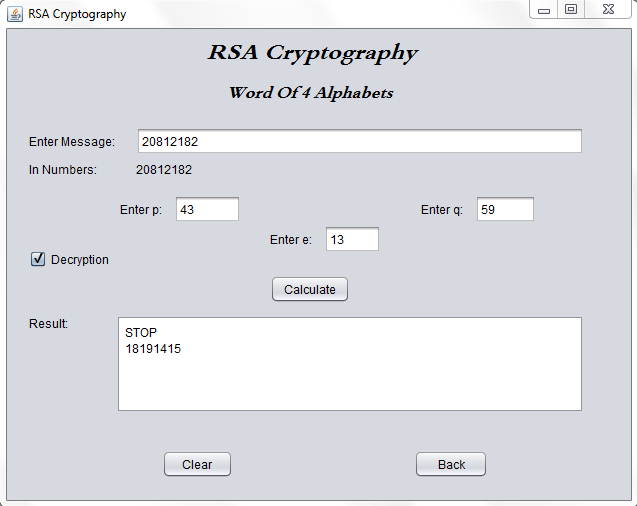 RSA Cryptography
RSA Cryptography
Word Of 4 Alphabets
Enter Message: 20812182
In Numbers: 20812182
Enter p: 43 Enter q: 59
Enter e: 13
Decryption
Calculate
Result: STOP
18191415
Clear Back